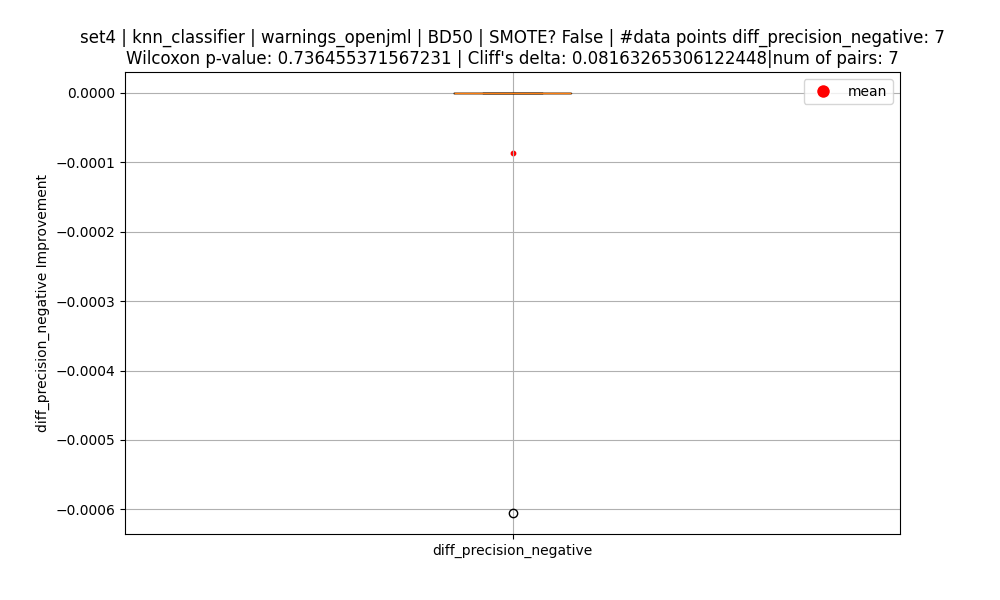 set4 | knn_classifier | warnings_openjml | BD50 | SMOTE? False | #data points diff_precision_negative: 7
Wilcoxon p-value: 0.736455371567231 | Cliff's delta: 0.08163265306122448|num of pairs: 7
mean
0.0000
−0.0001
−0.0002
−0.0003
−0.0004
−0.0005
−0.0006
diff_precision_negative Improvement
diff_precision_negative